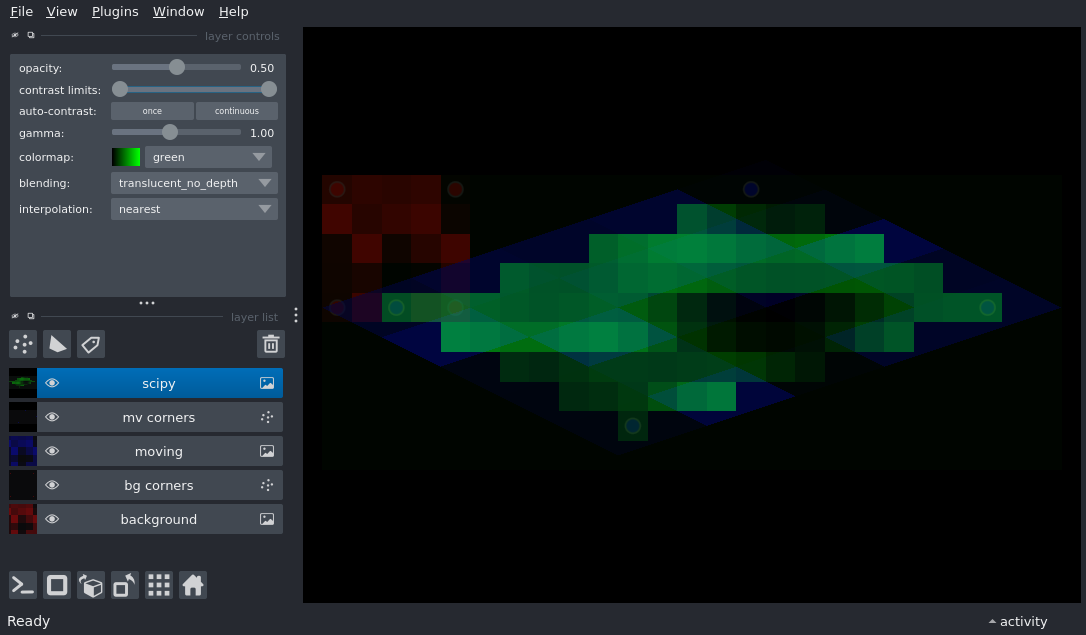 File View Plugins Window Help
layer controls
opacity: 0.50
contrast limits:
auto-contrast: once continuous
gamma: 1.00
colormap: green
blending: translucent_no_depth
interpolation: nearest
layer list
scipy
mv corners
moving
bg corners
background
Ready activity